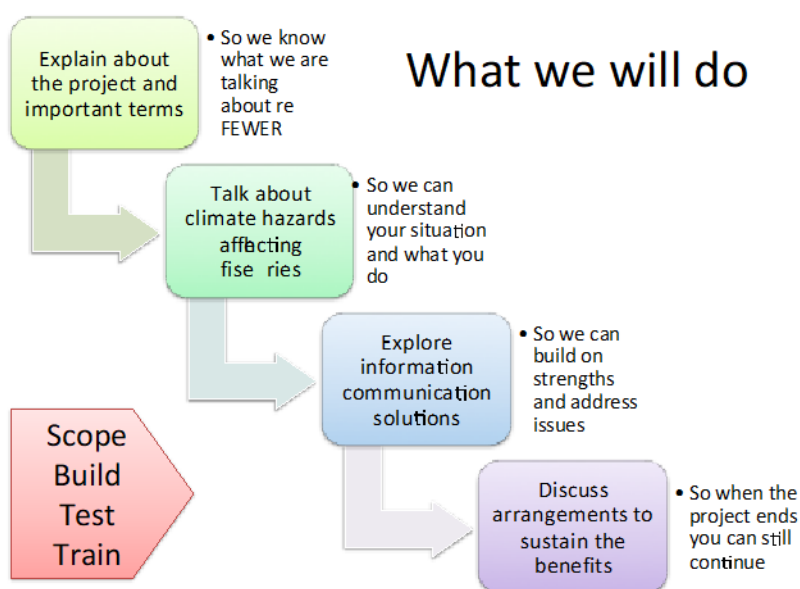 What we will do
Explain about
the project and
important terms
• So we know
what we are
talking
about re
FEWER
Talk about
climate hazards
affecting
fise ries
• So we can
understand
your situation
and what you
do
Explore
information
communication
solutions
• So we can
build on
strengths
and address
issues
Discuss
arrangements to
sustain the
benefits
• So when the
project ends
you can still
continue
Scope
Build
Test
Train